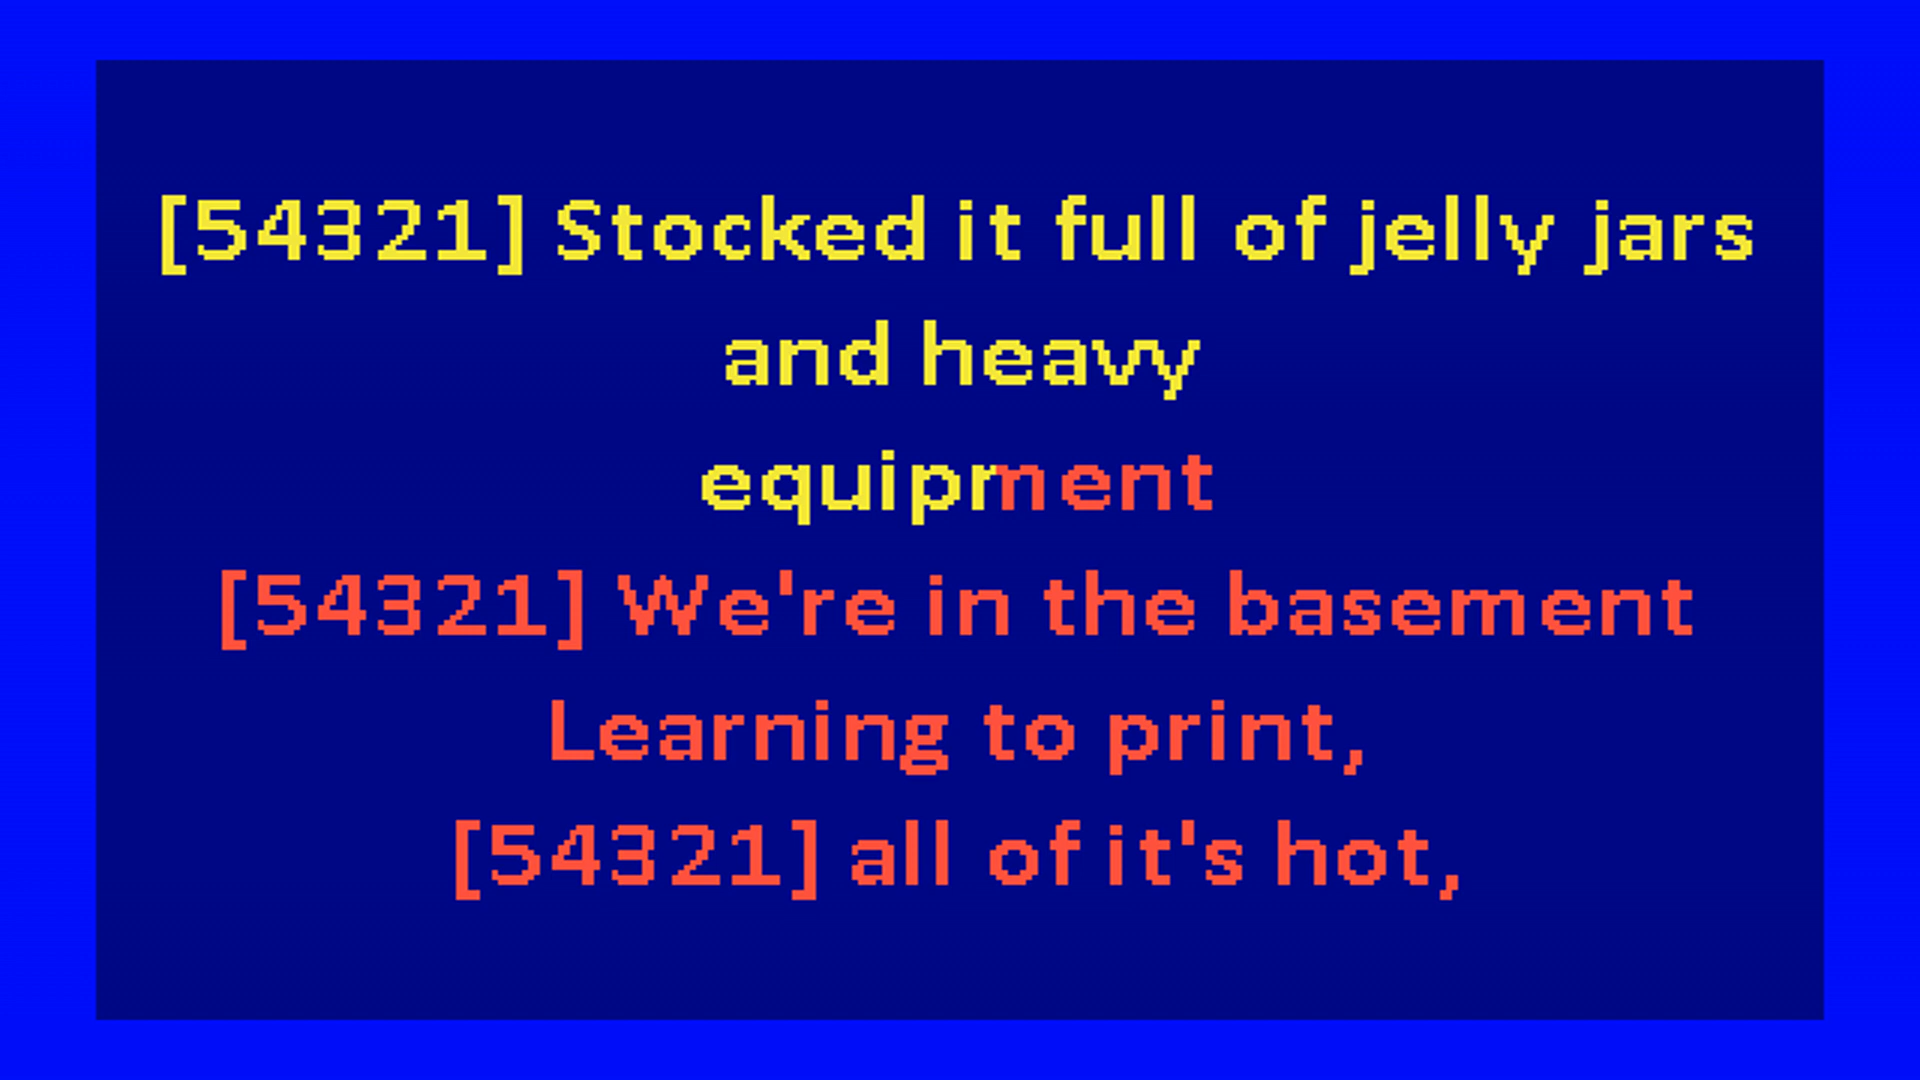 [54321] Stocked it full of jelly jars
and heavy
equipment
[54321] We're in the basement
Learning to print,
[54321] all of it's hot,